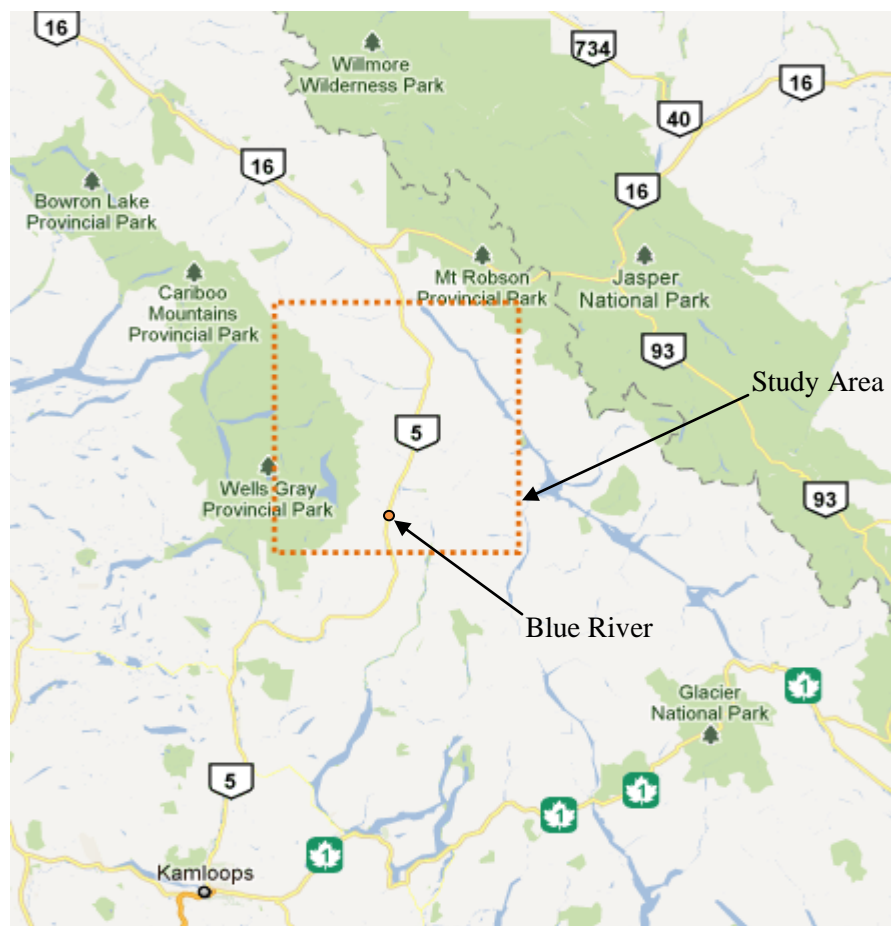 16
734
Willmore
Wilderness Park
16
40
16
16
Bowron Lake
Provincial Park
Mt Robson
Provincial Park
Jasper
National Park
Cariboo
Mountains
Provincial Park
93
Study Area
5
Wells Gray
Provincial Park
93
Blue River
1
Glacier
National Park
5
1
1
1
Kamloops